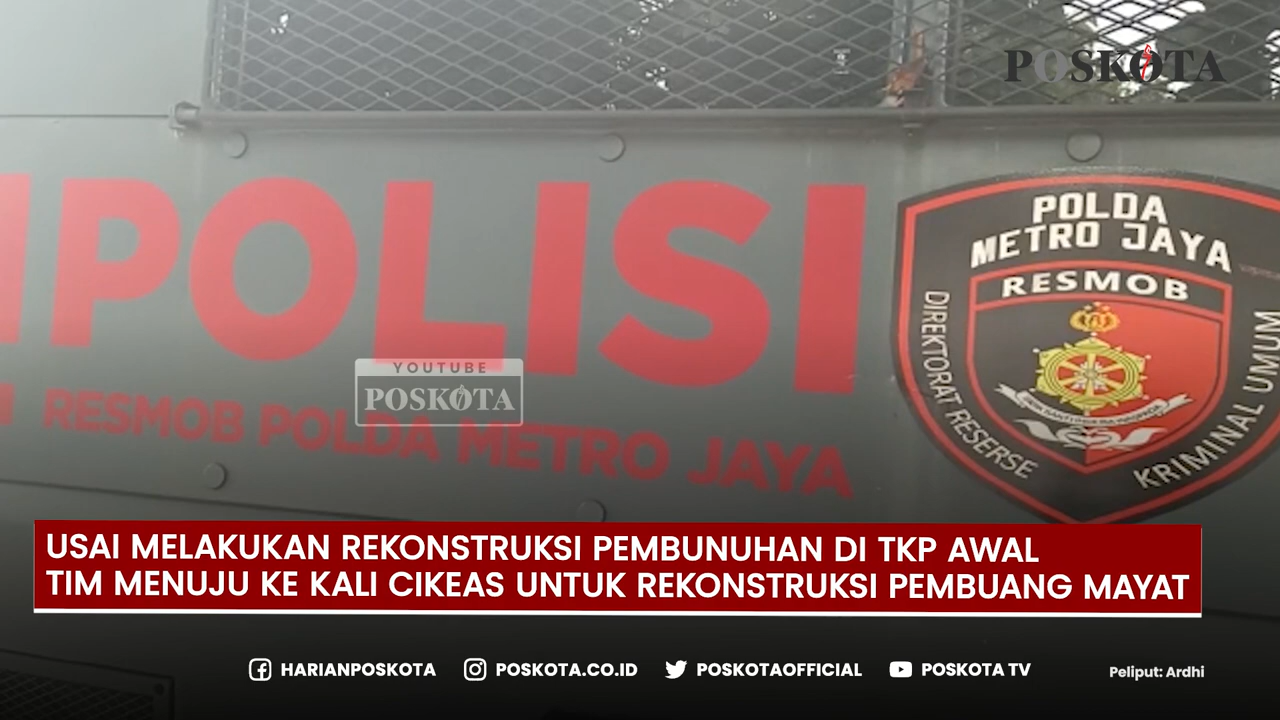 POSKOTA
POLISI
RESMOB POLDA METRO JAYA
POLDA
METRO JAYA
RESMOB
DIREKTORAT RESERSE
KRIMINAL UMUM
YOUTUBE
POSKOTA
USAI MELAKUKAN REKONSTRUKSI PEMBUNUHAN DI TKP AWAL
TIM MENUJU KE KALI CIKEAS UNTUK REKONSTRUKSI PEMBUANG MAYAT
HARIANPOSKOTA
POSKOTA.CO.ID
POSKOTAOFFICIAL
POSKOTA TV
Peliput: Ardhi